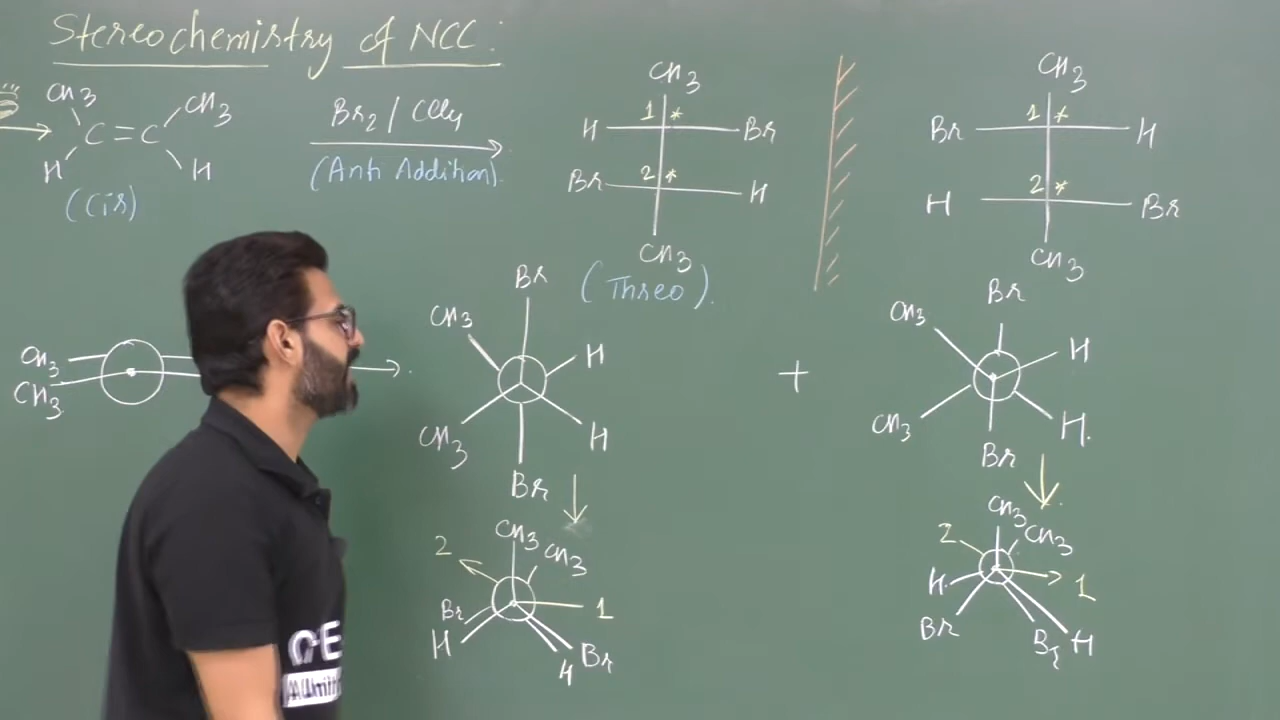 Stereochemistry of NCC:
CH3 CH3
C=C
H H
(Cis)
Br2 / CCl4
(Anti Addition).
CH3
1 *
H Br
2 *
Br H
CH3
(Threo).
CH3
1 *
Br H
2 *
H Br
CH3
CH3
CH3
Br
CH3 H
CH3 H
Br
+
Br
CH3 H
CH3 H.
Br
CH3
2 CH3
Br 1
H H Br
CH3
2 CH3
H 1
Br Br H